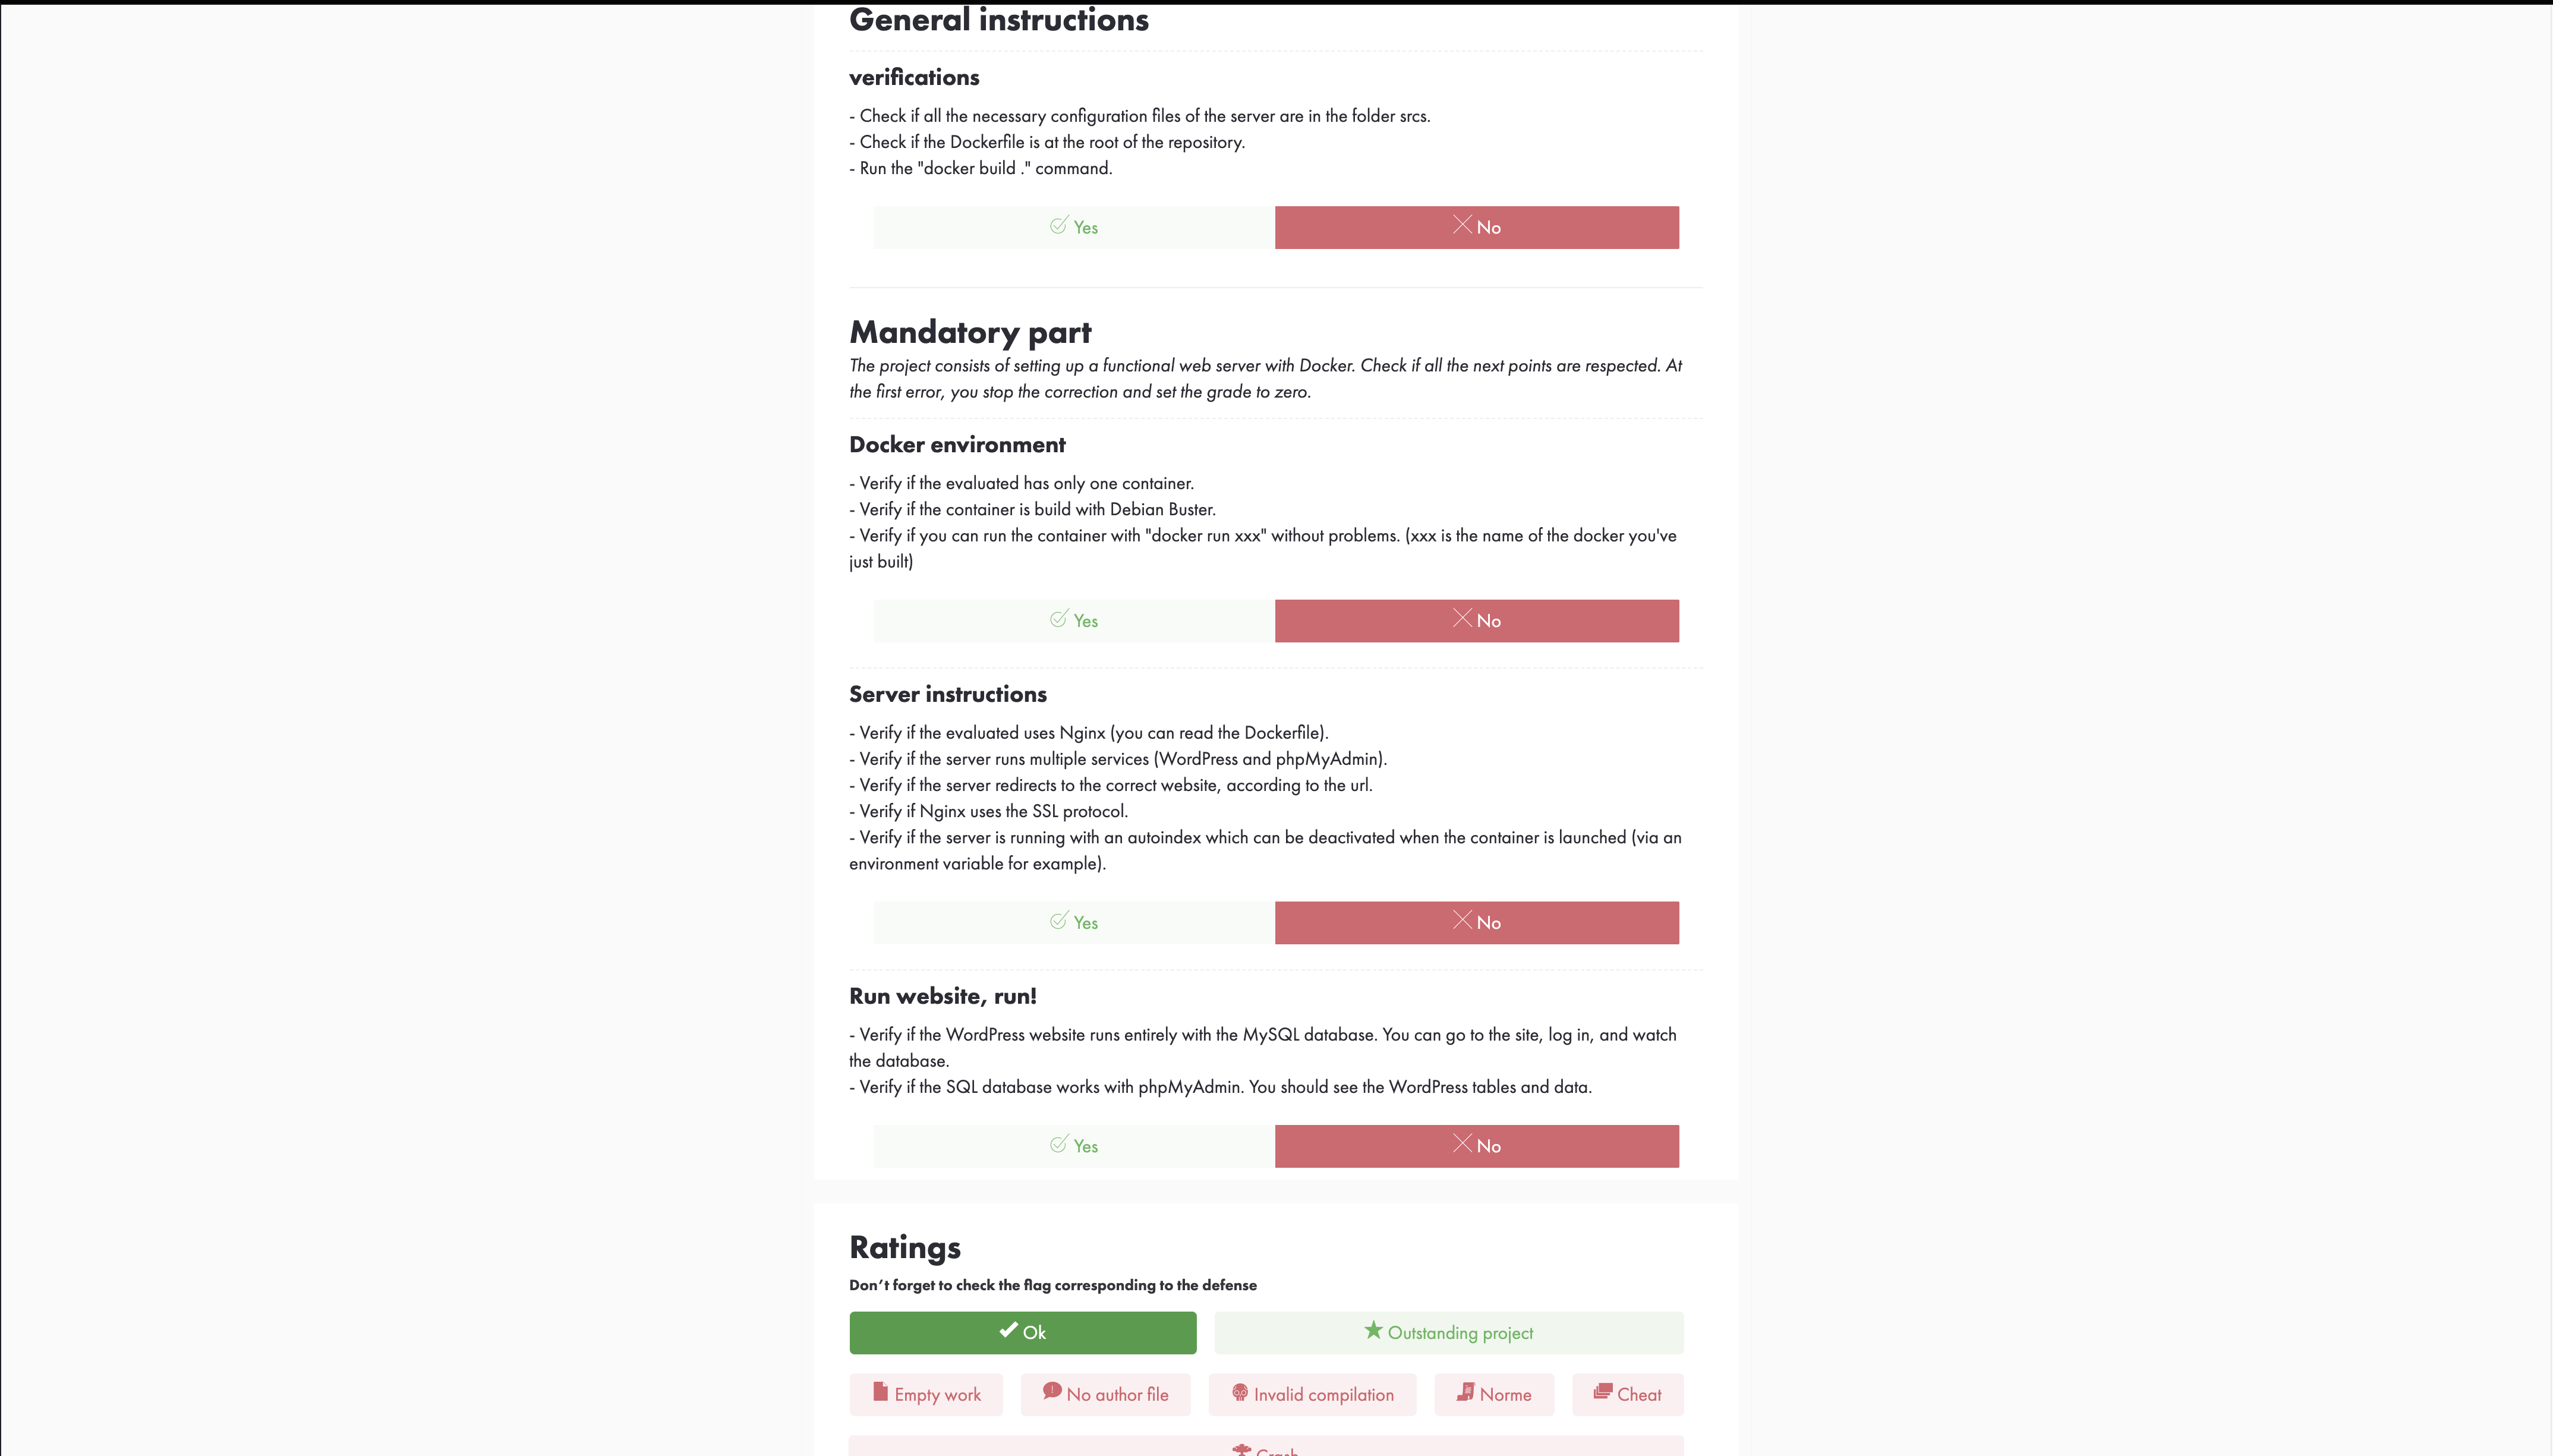 General instructions
verifications
- Check if all the necessary configuration files of the server are in the folder srcs.
- Check if the Dockerfile is at the root of the repository.
- Run the "docker build ." command.
Yes
No
Mandatory part
The project consists of setting up a functional web server with Docker. Check if all the next points are respected. At
the first error, you stop the correction and set the grade to zero.
Docker environment
- Verify if the evaluated has only one container.
- Verify if the container is build with Debian Buster.
- Verify if you can run the container with "docker run xxx" without problems. (xxx is the name of the docker you've
just built)
Yes
No
Server instructions
- Verify if the evaluated uses Nginx (you can read the Dockerfile).
- Verify if the server runs multiple services (WordPress and phpMyAdmin).
- Verify if the server redirects to the correct website, according to the url.
- Verify if Nginx uses the SSL protocol.
- Verify if the server is running with an autoindex which can be deactivated when the container is launched (via an
environment variable for example).
Yes
No
Run website, run!
- Verify if the WordPress website runs entirely with the MySQL database. You can go to the site, log in, and watch
the database.
- Verify if the SQL database works with phpMyAdmin. You should see the WordPress tables and data.
Yes
No
Ratings
Don't forget to check the flag corresponding to the defense
Ok
Outstanding project
Empty work
No author file
Invalid compilation
Norme
Cheat
Crash